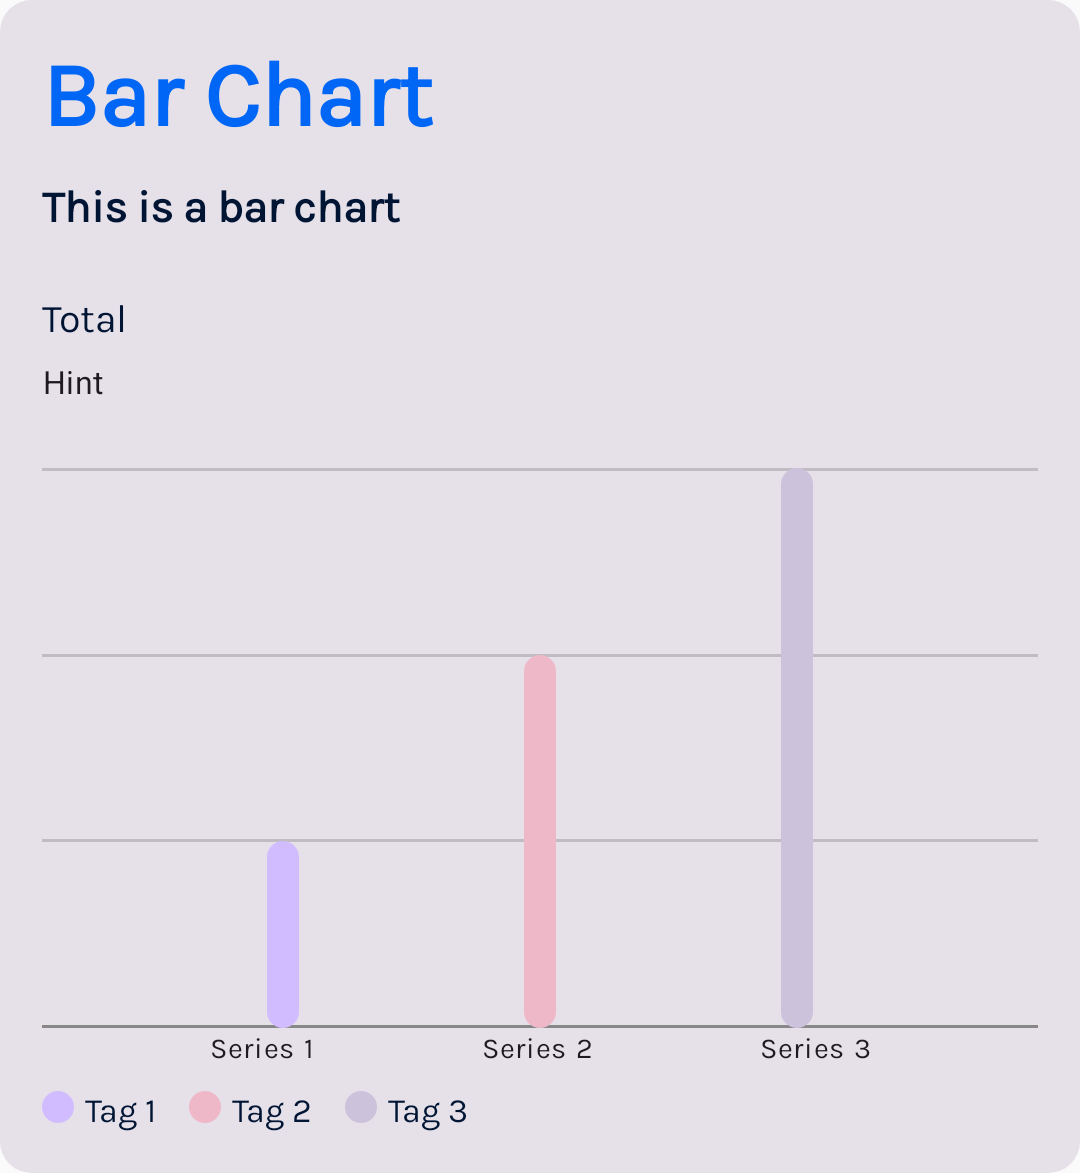 Bar Chart
This is a bar chart
Total
Hint
Series 1 Series 2 Series 3
Tag 1 Tag 2 Tag 3